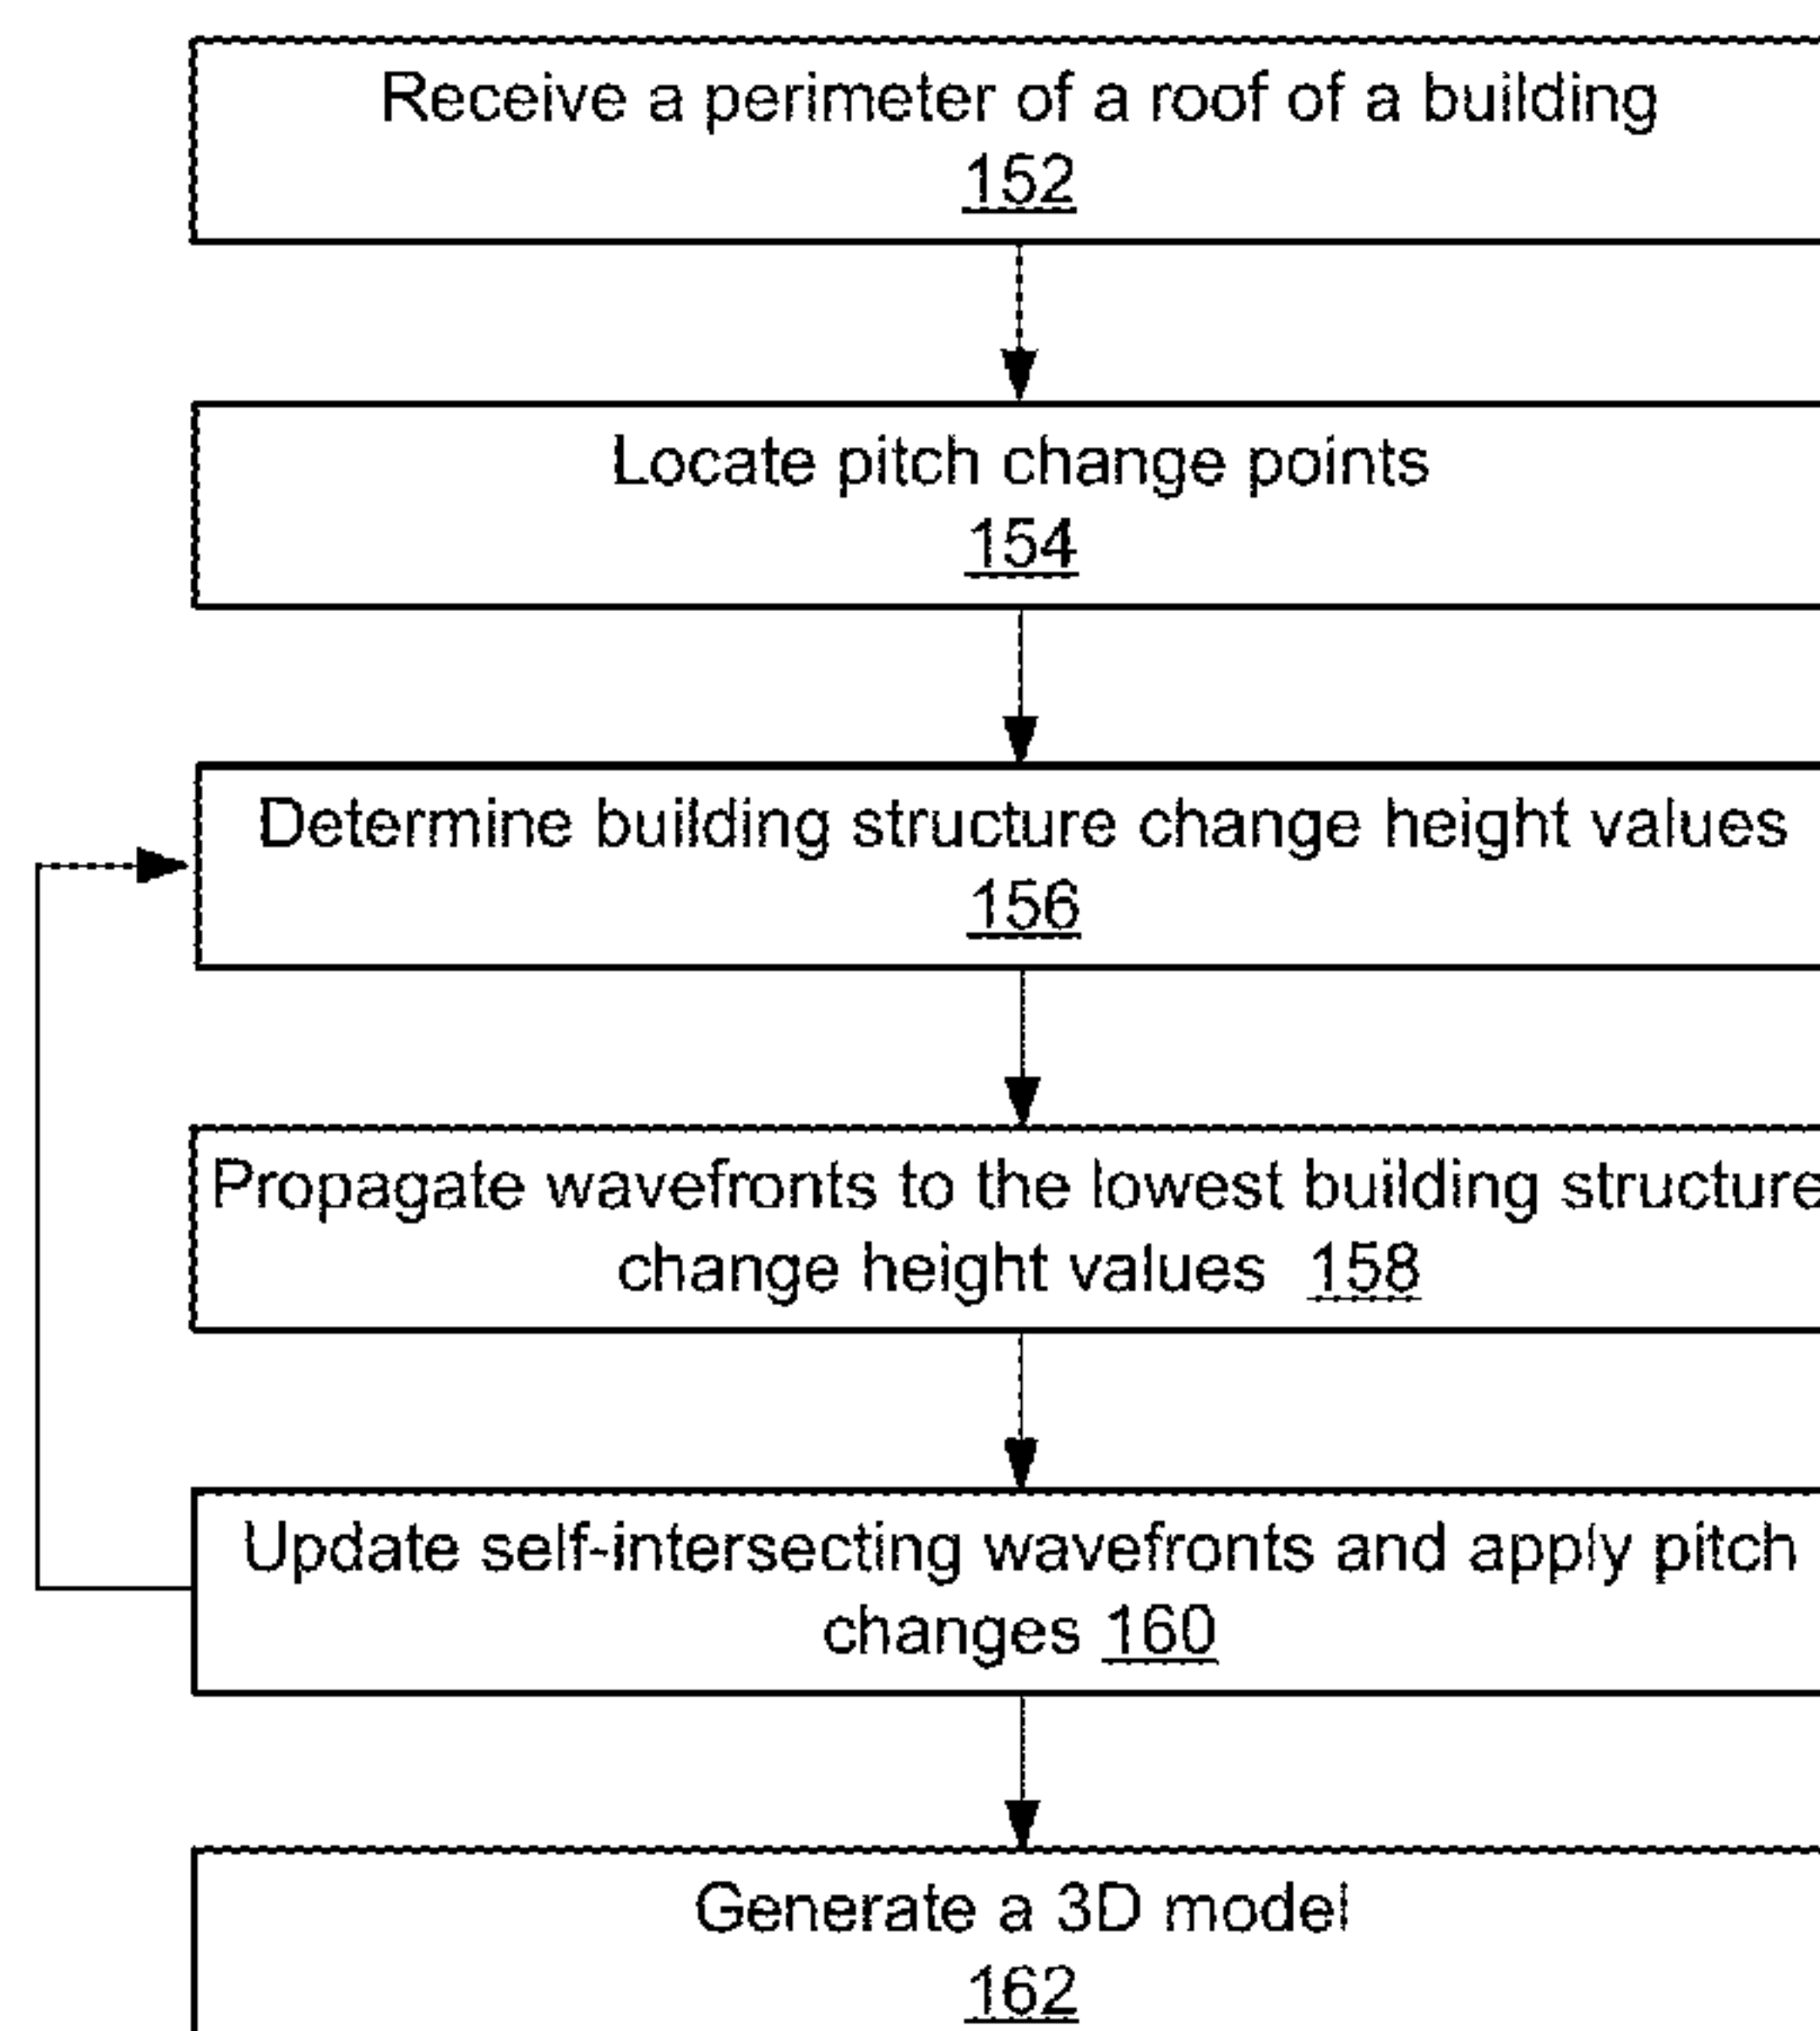 Receive a perimeter of a roof of a building
152
Locate pitch change points
154
Determine building structure change height values
156
Propagate wavefronts to the lowest building structure
change height values 158
Update self-intersecting wavefronts and apply pitch
changes 160
Generate a 3D model
162